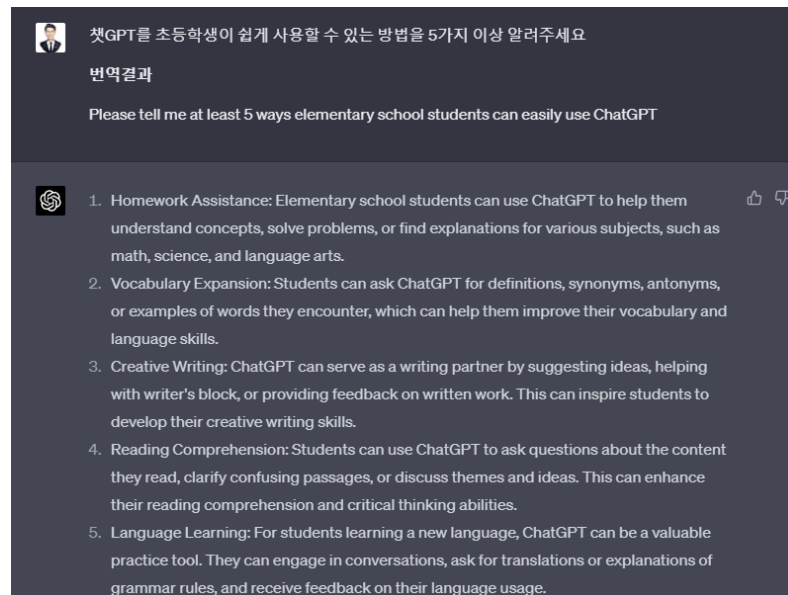 챗GPT를 초등학생이 쉽게 사용할 수 있는 방법을 5가지 이상 알려주세요
번역결과
Please tell me at least 5 ways elementary school students can easily use ChatGPT
1. Homework Assistance: Elementary school students can use ChatGPT to help them
understand concepts, solve problems, or find explanations for various subjects, such as
math, science, and language arts.
2. Vocabulary Expansion: Students can ask ChatGPT for definitions, synonyms, antonyms,
or examples of words they encounter, which can help them improve their vocabulary and
language skills.
3. Creative Writing: ChatGPT can serve as a writing partner by suggesting ideas, helping
with writer's block, or providing feedback on written work. This can inspire students to
develop their creative writing skills.
4. Reading Comprehension: Students can use ChatGPT to ask questions about the content
they read, clarify confusing passages, or discuss themes and ideas. This can enhance
their reading comprehension and critical thinking abilities.
5. Language Learning: For students learning a new language, ChatGPT can be a valuable
practice tool. They can engage in conversations, ask for translations or explanations of
grammar rules, and receive feedback on their language usage.